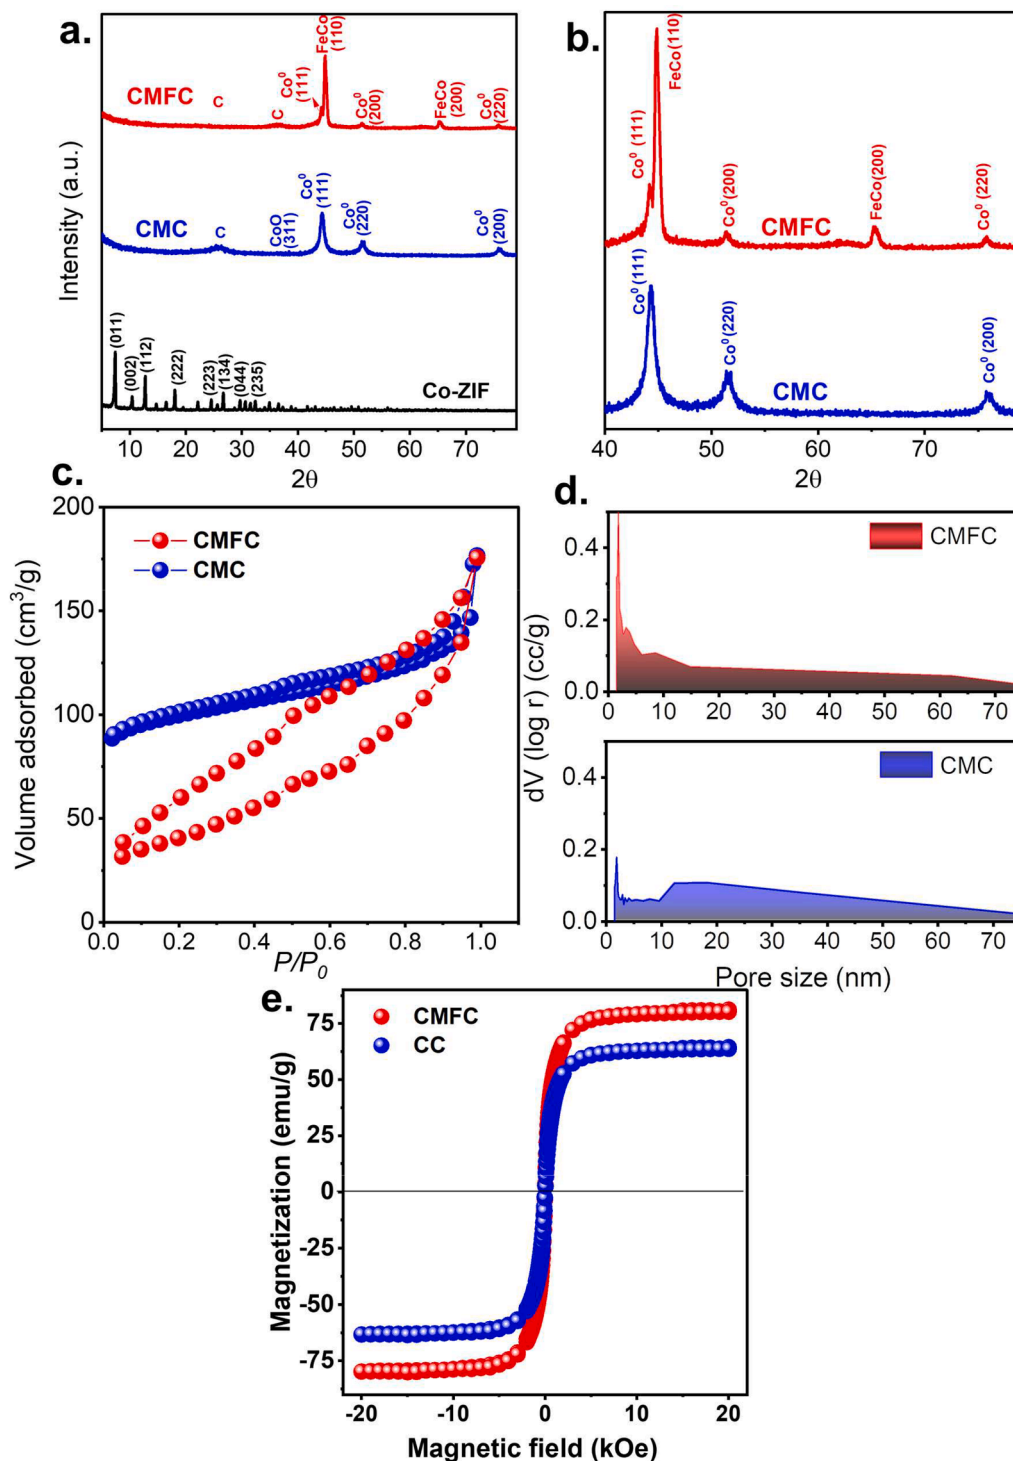 a.
Intensity (a.u.)
CMFC
C
C
Co⁰
(111)
FeCo
(110)
Co⁰
(200)
FeCo
(200)
Co⁰
(220)
CMC
C
CoO
(311)
Co⁰
(111)
Co⁰
(220)
Co⁰
(200)
(011)
(002)
(112)
(222)
(223)
(134)
(044)
(235)
Co-ZIF
10 20 30 40 50 60 70
2θ
b.
Co⁰ (111)
FeCo(110)
Co⁰(200)
FeCo(200)
Co⁰ (220)
CMFC
Co⁰ (111)
Co⁰(220)
Co⁰ (200)
CMC
40 50 60 70
2θ
c.
Volume adsorbed (cm³/g)
200
150
100
50
0
CMFC
CMC
0.0 0.2 0.4 0.6 0.8 1.0
P/P₀
d.
dV (log r) (cc/g)
0.4
0.2
0.0
CMFC
0 10 20 30 40 50 60 70
0.4
0.2
0.0
CMC
0 10 20 30 40 50 60 70
Pore size (nm)
e.
Magnetization (emu/g)
75
50
25
0
-25
-50
-75
CMFC
CC
-20 -10 0 10 20
Magnetic field (kOe)